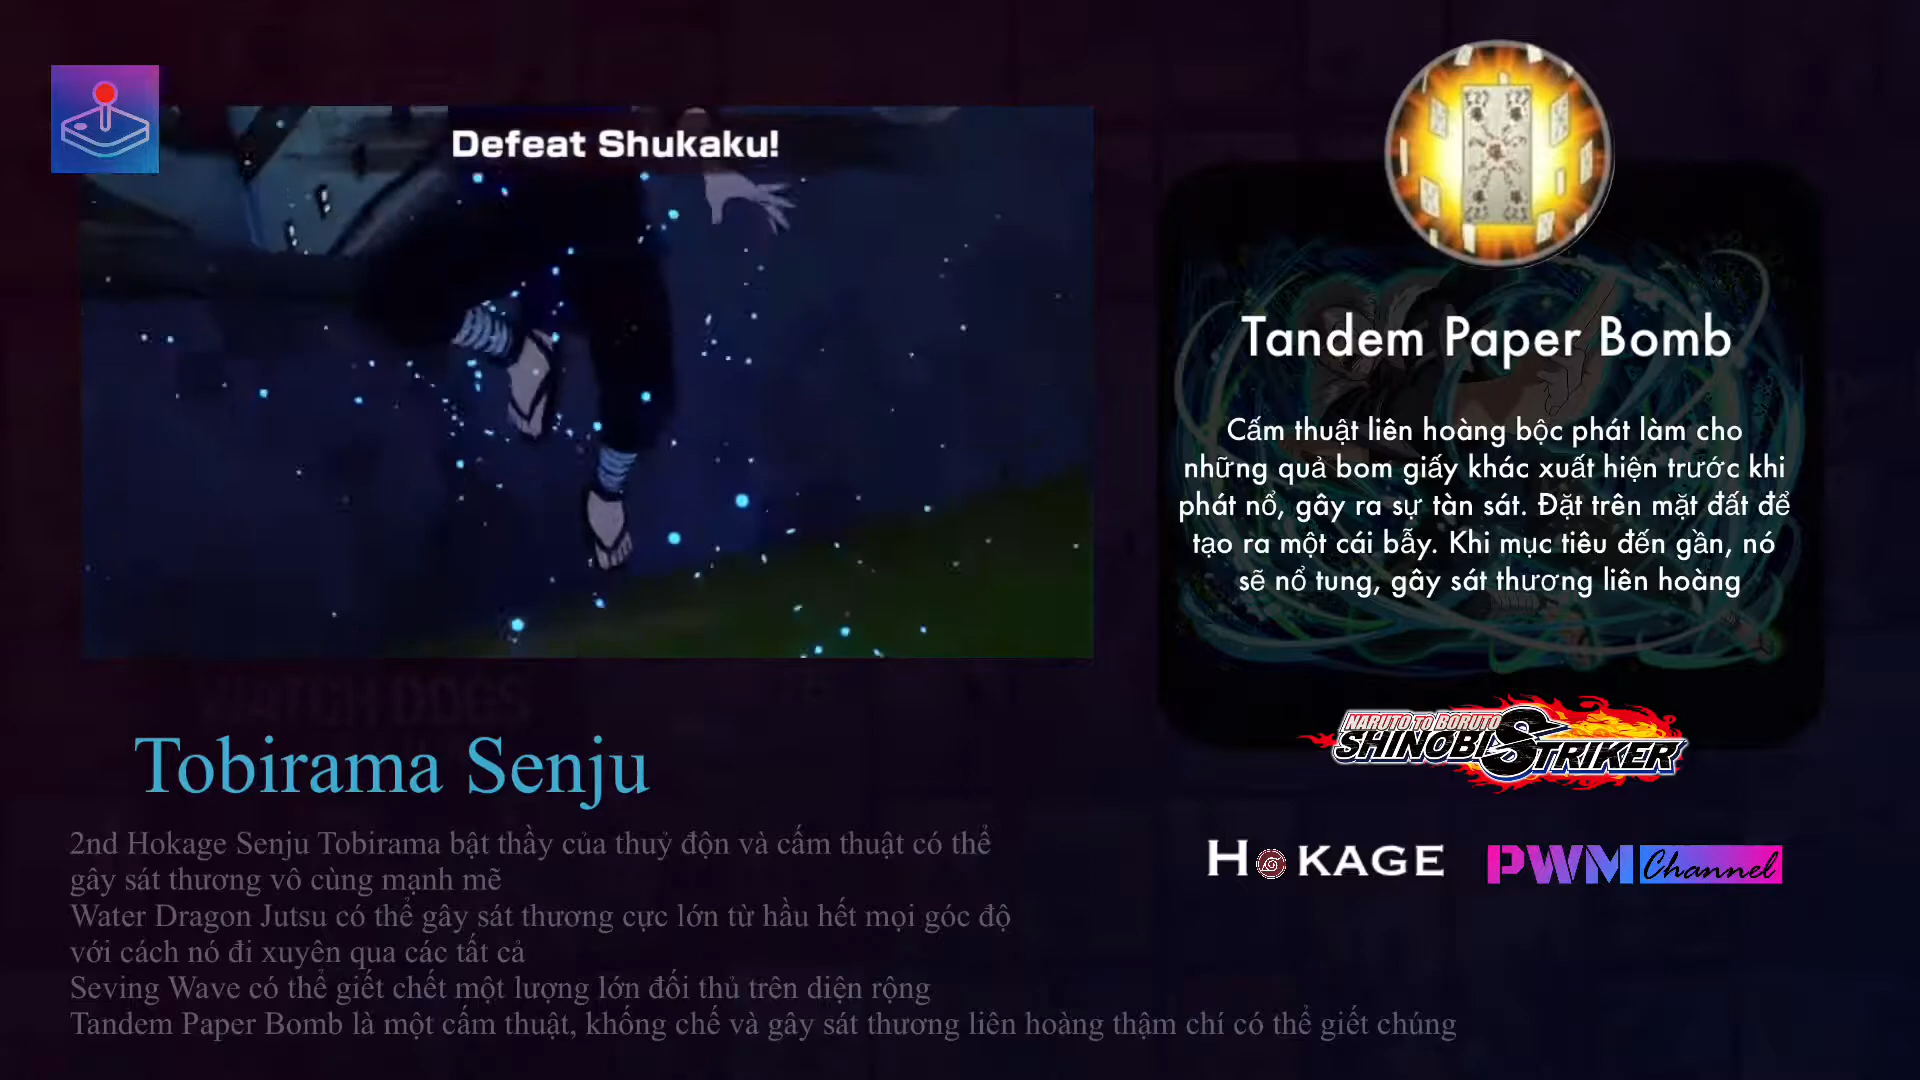 Defeat Shukaku!
Tandem Paper Bomb
Cấm thuật liên hoàng bộc phát làm cho
những quả bom giấy khác xuất hiện trước khi
phát nổ, gây ra sự tàn sát. Đặt trên mặt đất để
tạo ra một cái bẫy. Khi mục tiêu đến gần, nó
sẽ nổ tung, gây sát thương liên hoàng
WATCH DOGS
Tobirama Senju
2nd Hokage Senju Tobirama bật thầy của thuỷ độn và cấm thuật có thể
gây sát thương vô cùng mạnh mẽ
Water Dragon Jutsu có thể gây sát thương cực lớn từ hầu hết mọi góc độ
với cách nó đi xuyên qua các tất cả
Seving Wave có thể giết chết một lượng lớn đối thủ trên diện rộng
Tandem Paper Bomb là một cấm thuật, khống chế và gây sát thương liên hoàng thậm chí có thể giết chúng
NARUTO TO BORUTO
SHINOBI STRIKER
HOKAGE
PWM Channel